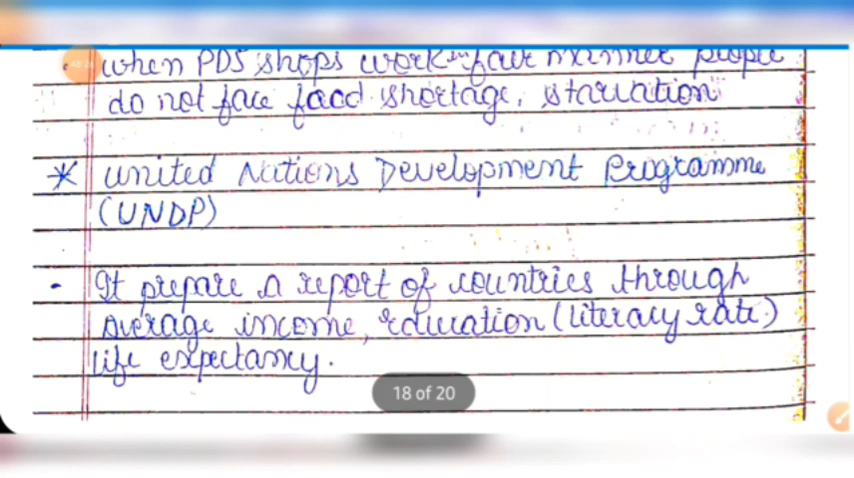 when PDS shops work in fair manner people
do not face food shortage, starvation
* United Nations Development Programme
(UNDP)
- It prepare a report of countries through
Average income, Education (literacy rate)
life expectancy.
18 of 20